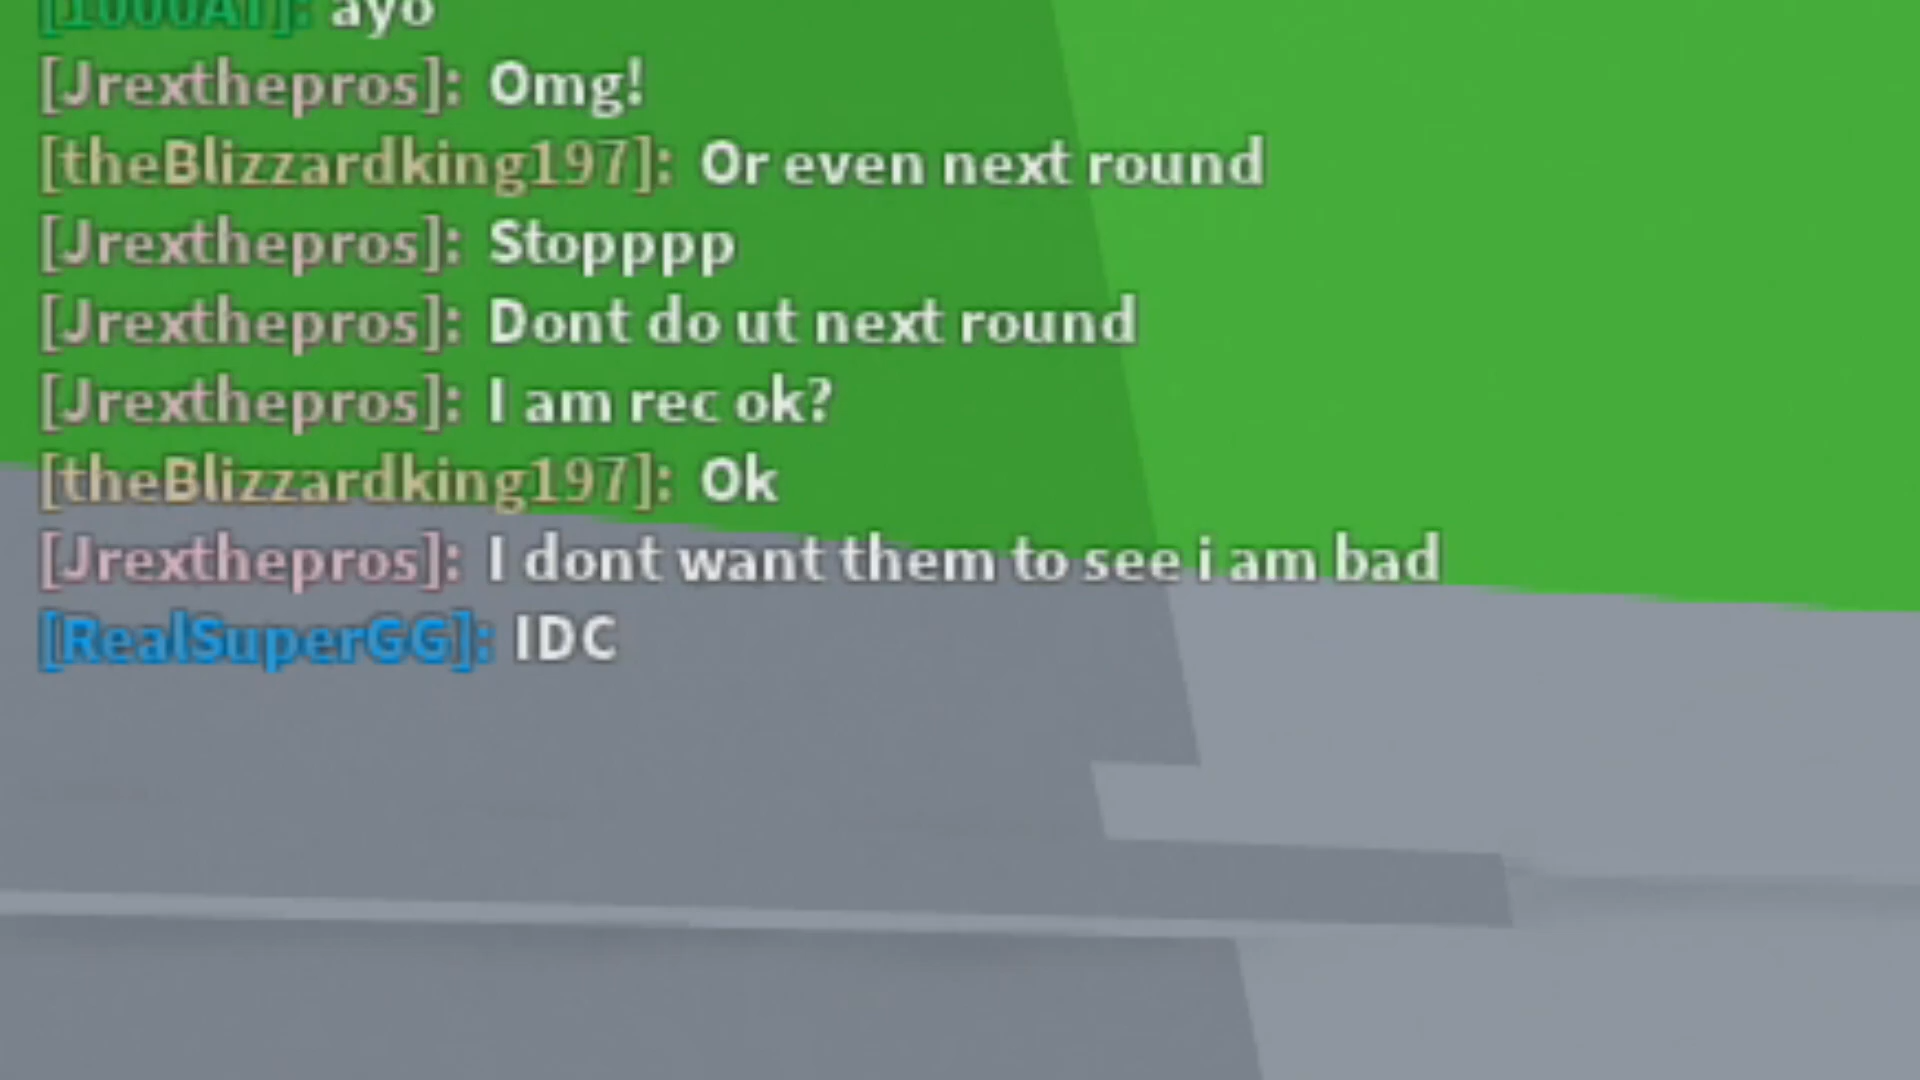 [1000AT]: ayo
[Jrexthepros]: Omg!
[theBlizzardking197]: Or even next round
[Jrexthepros]: Stopppp
[Jrexthepros]: Dont do ut next round
[Jrexthepros]: I am rec ok?
[theBlizzardking197]: Ok
[Jrexthepros]: I dont want them to see i am bad
[RealSuperGG]: IDC